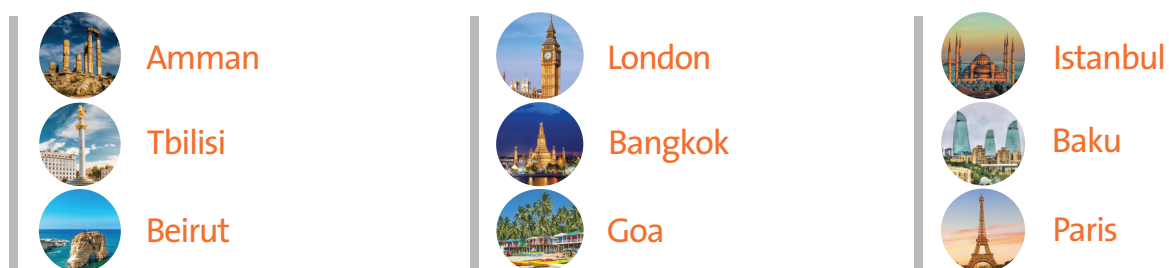 Amman
Tbilisi
Beirut
London
Bangkok
Goa
Istanbul
Baku
Paris